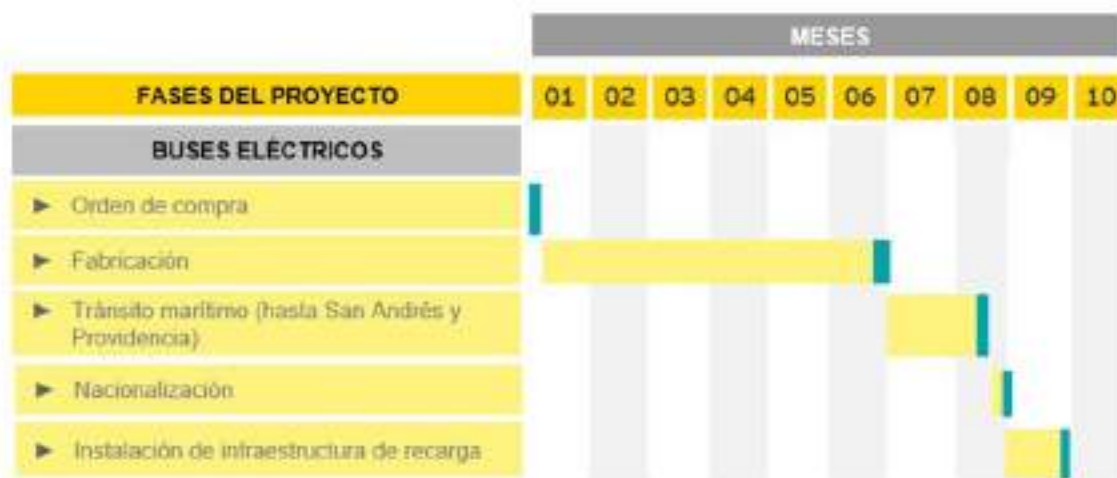 MESES
FASES DEL PROYECTO 01 02 03 04 05 06 07 08 09 10
BUSES ELÉCTRICOS
► Orden de compra
► Fabricación
► Tránsito marítimo (hasta San Andrés y
Providencia)
► Nacionalización
► Instalación de infraestructura de recarga